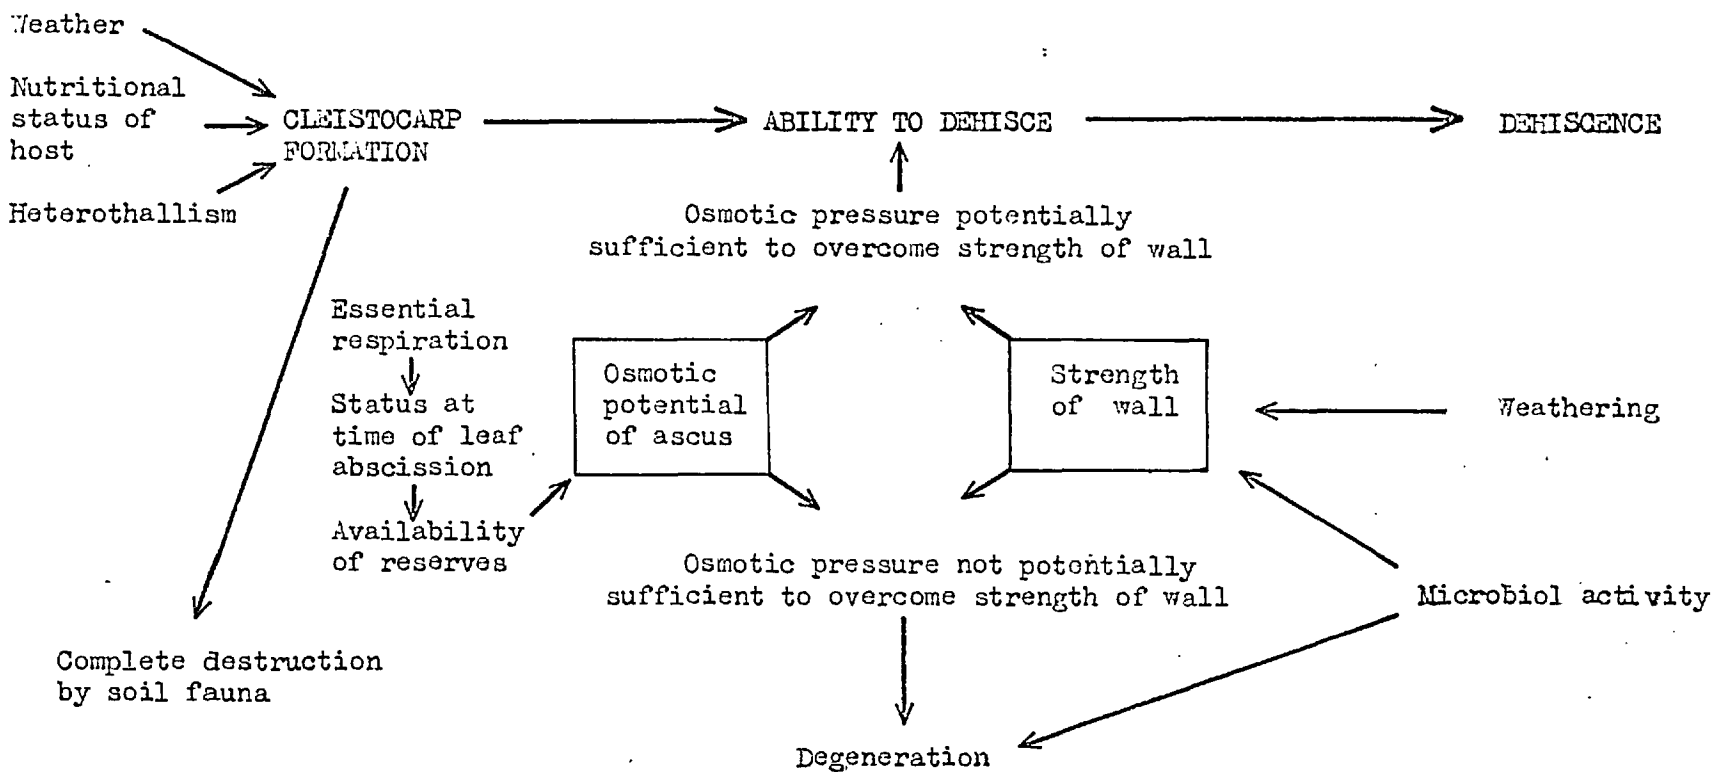 Weather
Nutritional
status of
host
Heterothallism
CLEISTOCARP
FORMATION
ABILITY TO DEHISCE
DEHISCENCE
Osmotic pressure potentially
sufficient to overcome strength of wall
Essential
respiration
Status at
time of leaf
abscission
Availability
of reserves
Osmotic
potential
of ascus
Strength
of wall
Weathering
Osmotic pressure not potentially
sufficient to overcome strength of wall
Microbiol activity
Complete destruction
by soil fauna
Degeneration